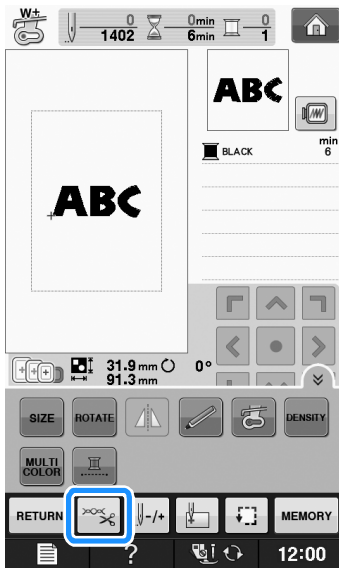 W+
0 0min 0
1402 6min 1
ABC
min
BLACK 6
ABC
31.9 mm 0°
91.3 mm
SIZE ROTATE DENSITY
MULTI COLOR
RETURN -/+ MEMORY
? 12:00